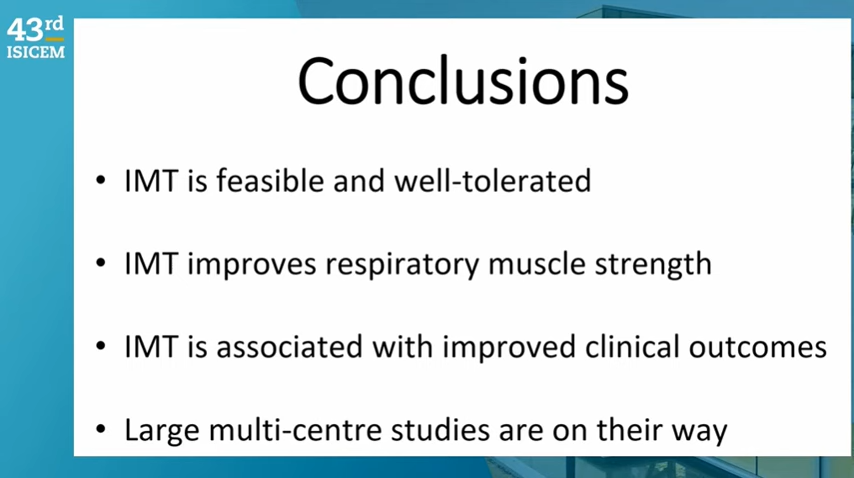 43rd
ISICEM
Conclusions
• IMT is feasible and well-tolerated
• IMT improves respiratory muscle strength
• IMT is associated with improved clinical outcomes
• Large multi-centre studies are on their way